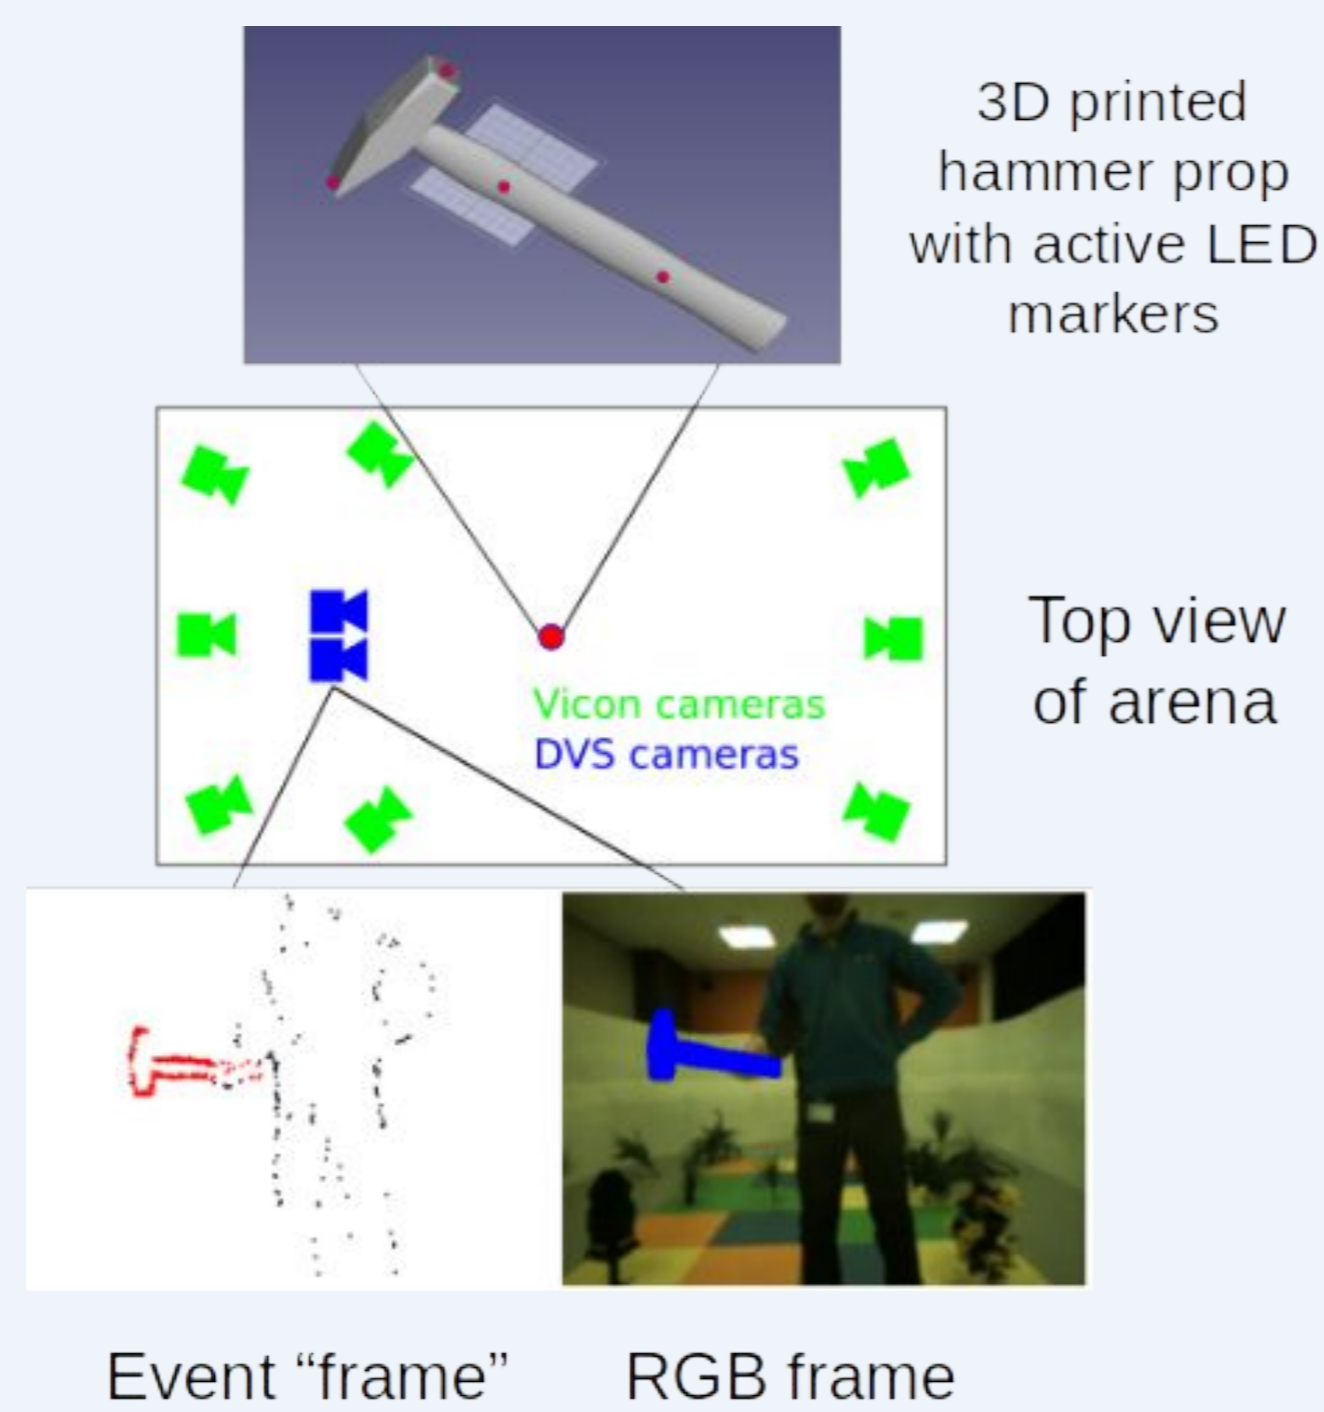 3D printed
hammer prop
with active LED
markers
Vicon cameras
DVS cameras
Top view
of arena
Event “frame”
RGB frame